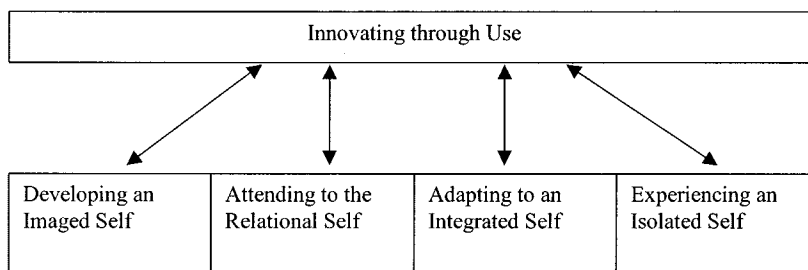 Innovating through Use
Developing an
Imaged Self
Attending to the
Relational Self
Adapting to an
Integrated Self
Experiencing an
Isolated Self